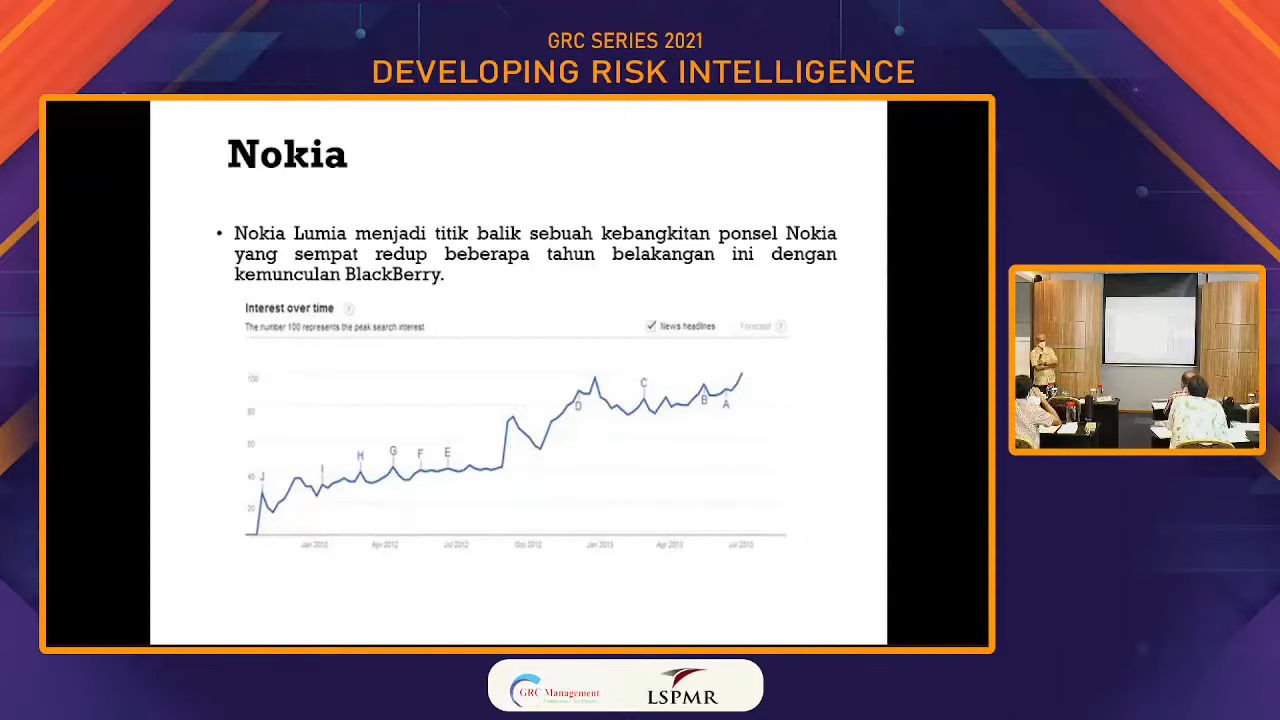 GRC SERIES 2021
DEVELOPING RISK INTELLIGENCE
Nokia
• Nokia Lumia menjadi titik balik sebuah kebangkitan ponsel Nokia
yang sempat redup beberapa tahun belakangan ini dengan
kemunculan BlackBerry.
Interest over time ?
The number 100 represents the peak search interest
News headlines Forecast ?
100
80
60
40
20
J I H G F E D C B A
Jan 2012 Apr 2012 Jul 2012 Oct 2012 Jan 2013 Apr 2013 Jul 2013
GRC Management
LSPMR